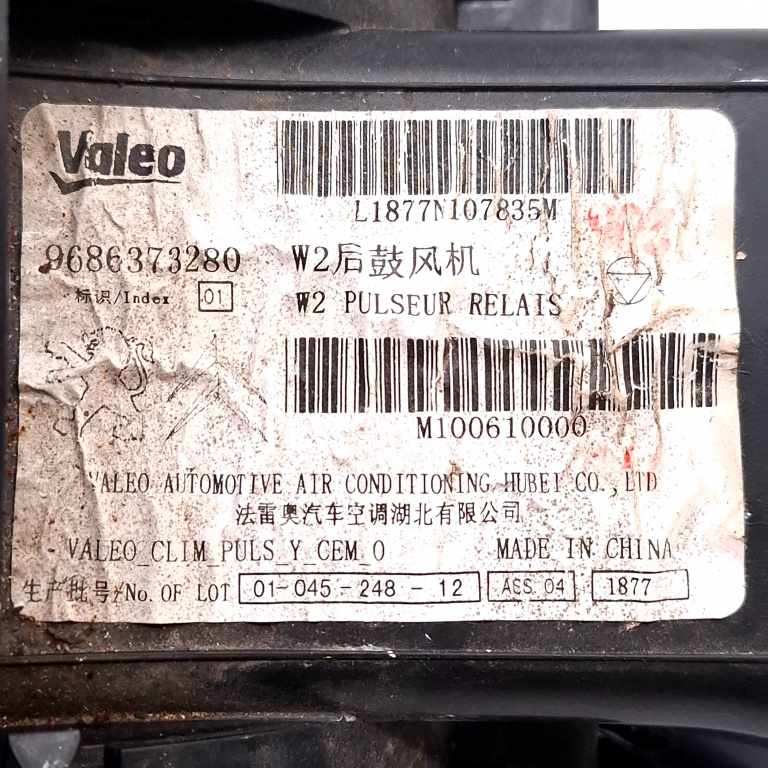 Valeo
L1877N107835M
9686373280
W2后鼓风机
标识/Index 01
W2 PULSEUR RELAIS
M100610000
VALEO AUTOMOTIVE AIR CONDITIONING HUBEI CO., LTD
法雷奥汽车空调湖北有限公司
VALEO_CLIM_PULS_Y_CEM_O MADE IN CHINA
生产批号/No. OF LOT 01-045-248-12 ASS 04 1877